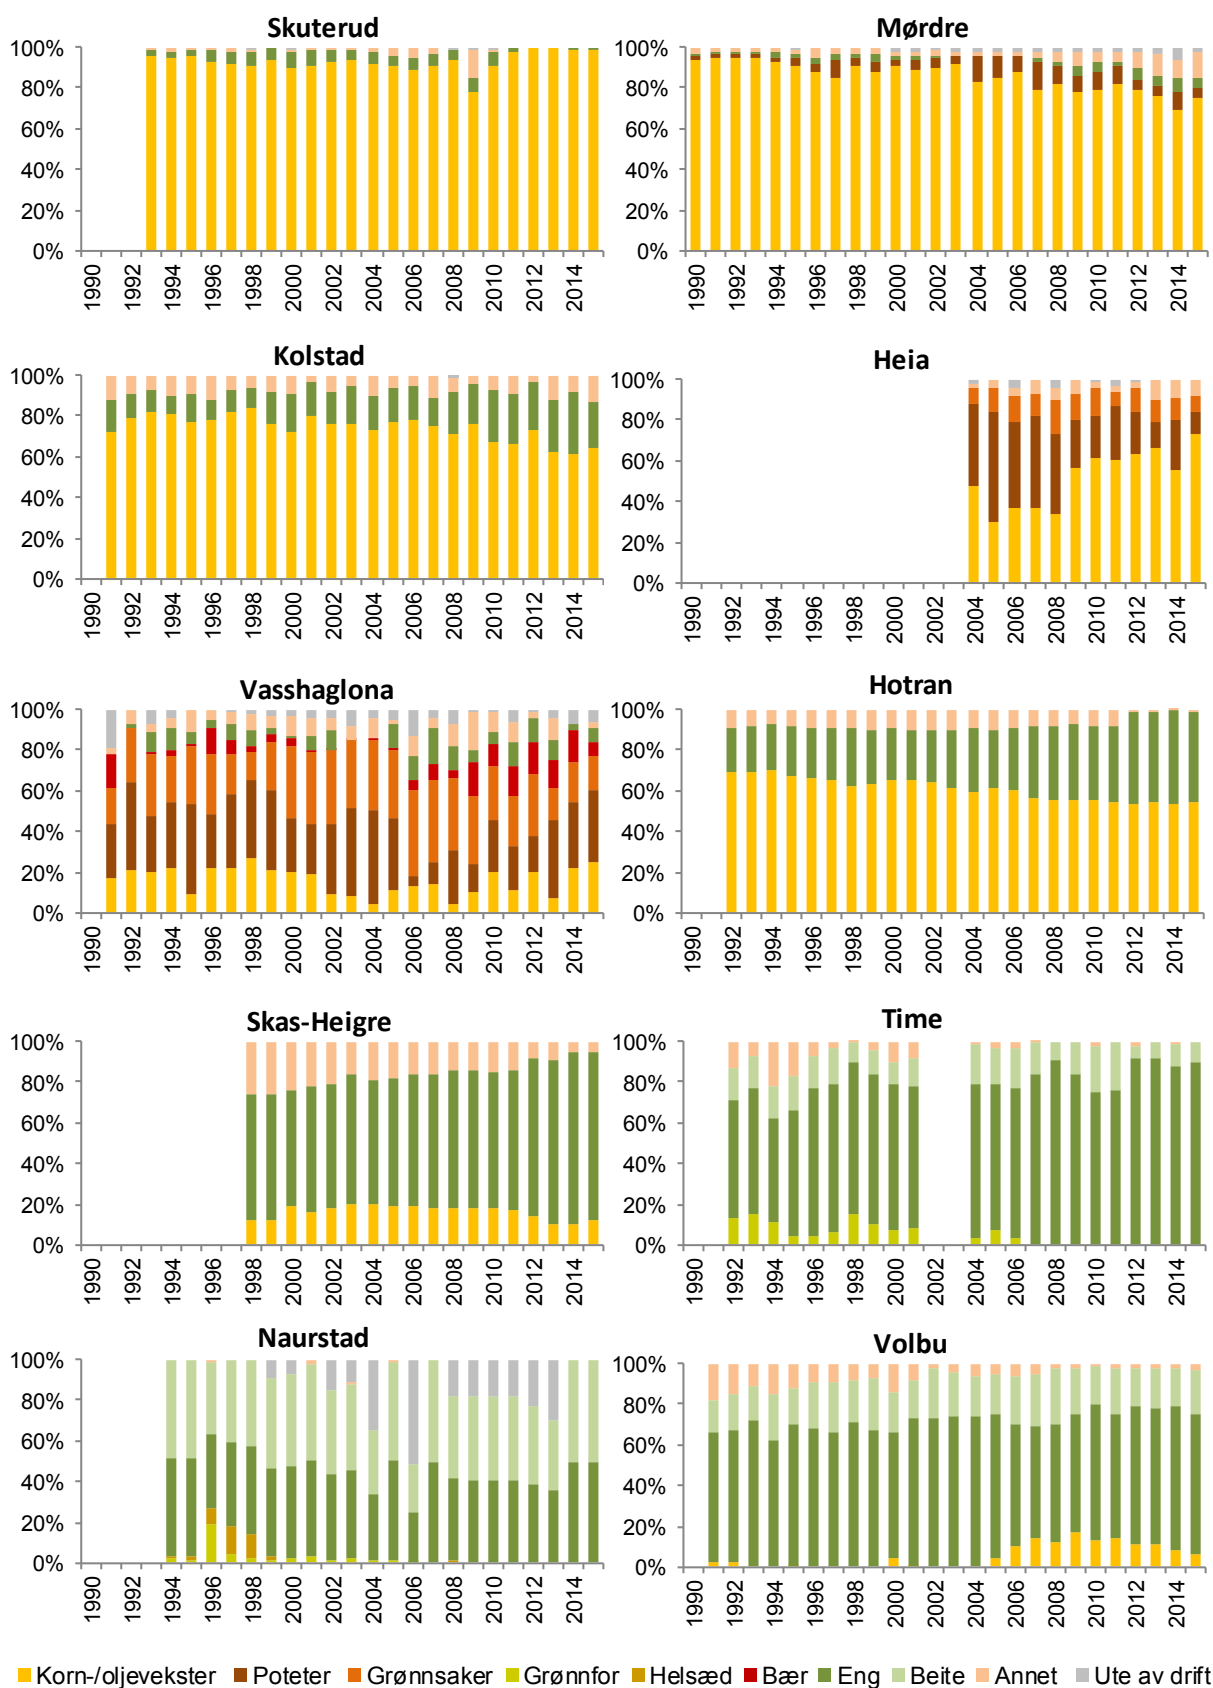 Skuterud
100%
80%
60%
40%
20%
0%
1990 1992 1994 1996 1998 2000 2002 2004 2006 2008 2010 2012 2014
Mørdre
100%
80%
60%
40%
20%
0%
1990 1992 1994 1996 1998 2000 2002 2004 2006 2008 2010 2012 2014
Kolstad
100%
80%
60%
40%
20%
0%
1990 1992 1994 1996 1998 2000 2002 2004 2006 2008 2010 2012 2014
Heia
100%
80%
60%
40%
20%
0%
1990 1992 1994 1996 1998 2000 2002 2004 2006 2008 2010 2012 2014
Vasshaglona
100%
80%
60%
40%
20%
0%
1990 1992 1994 1996 1998 2000 2002 2004 2006 2008 2010 2012 2014
Hotran
100%
80%
60%
40%
20%
0%
1990 1992 1994 1996 1998 2000 2002 2004 2006 2008 2010 2012 2014
Skas-Heigre
100%
80%
60%
40%
20%
0%
1990 1992 1994 1996 1998 2000 2002 2004 2006 2008 2010 2012 2014
Time
100%
80%
60%
40%
20%
0%
1990 1992 1994 1996 1998 2000 2002 2004 2006 2008 2010 2012 2014
Naurstad
100%
80%
60%
40%
20%
0%
1990 1992 1994 1996 1998 2000 2002 2004 2006 2008 2010 2012 2014
Volbu
100%
80%
60%
40%
20%
0%
1990 1992 1994 1996 1998 2000 2002 2004 2006 2008 2010 2012 2014
Korn-/oljevekster Poteter Grønnsaker Grønnfor Helsæd Bær Eng Beite Annet Ute av drift